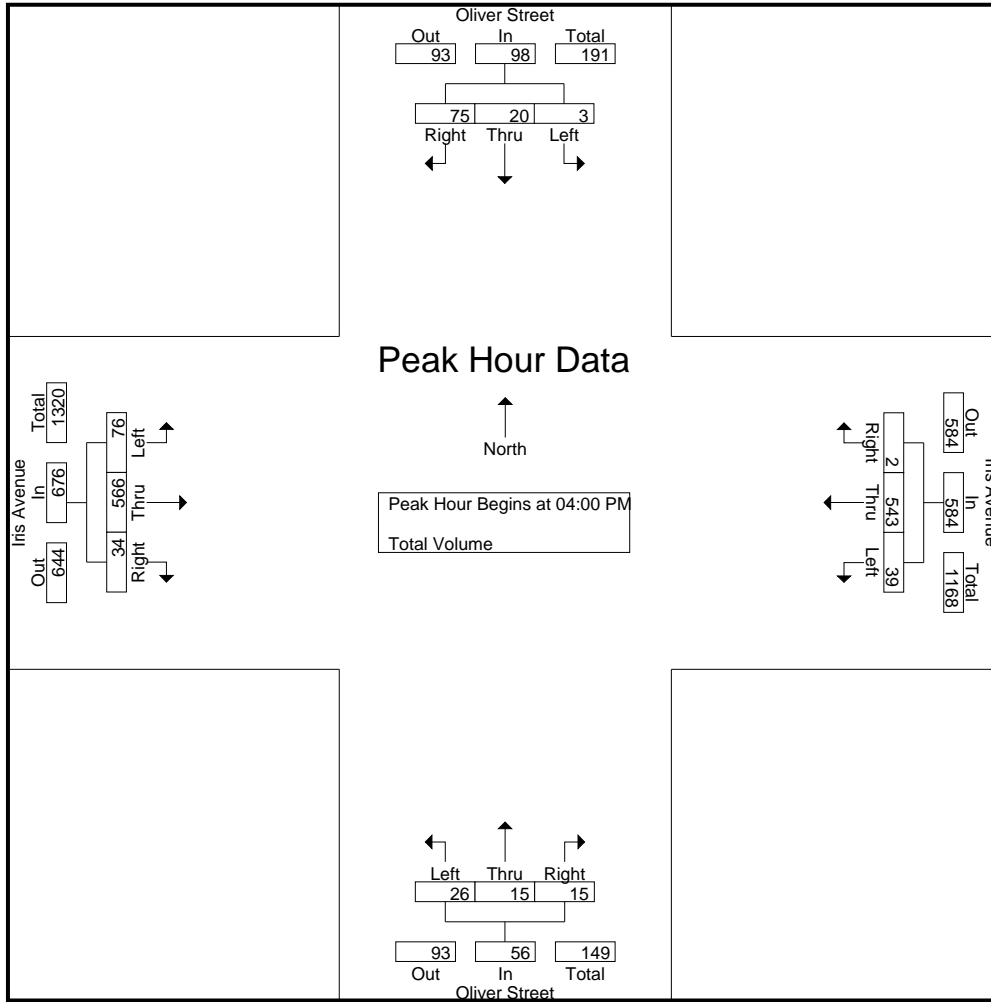 Oliver Street
Out In Total
93 98 191
75 20 3
Right Thru Left
Peak Hour Data
North
Peak Hour Begins at 04:00 PM
Total Volume
Iris Avenue
Out In Total
644 676 1320
34 566 76
Right Thru Left
Iris Avenue
Out In Total
584 584 1168
2 543 39
Right Thru Left
Left Thru Right
26 15 15
93 56 149
Out In Total
Oliver Street